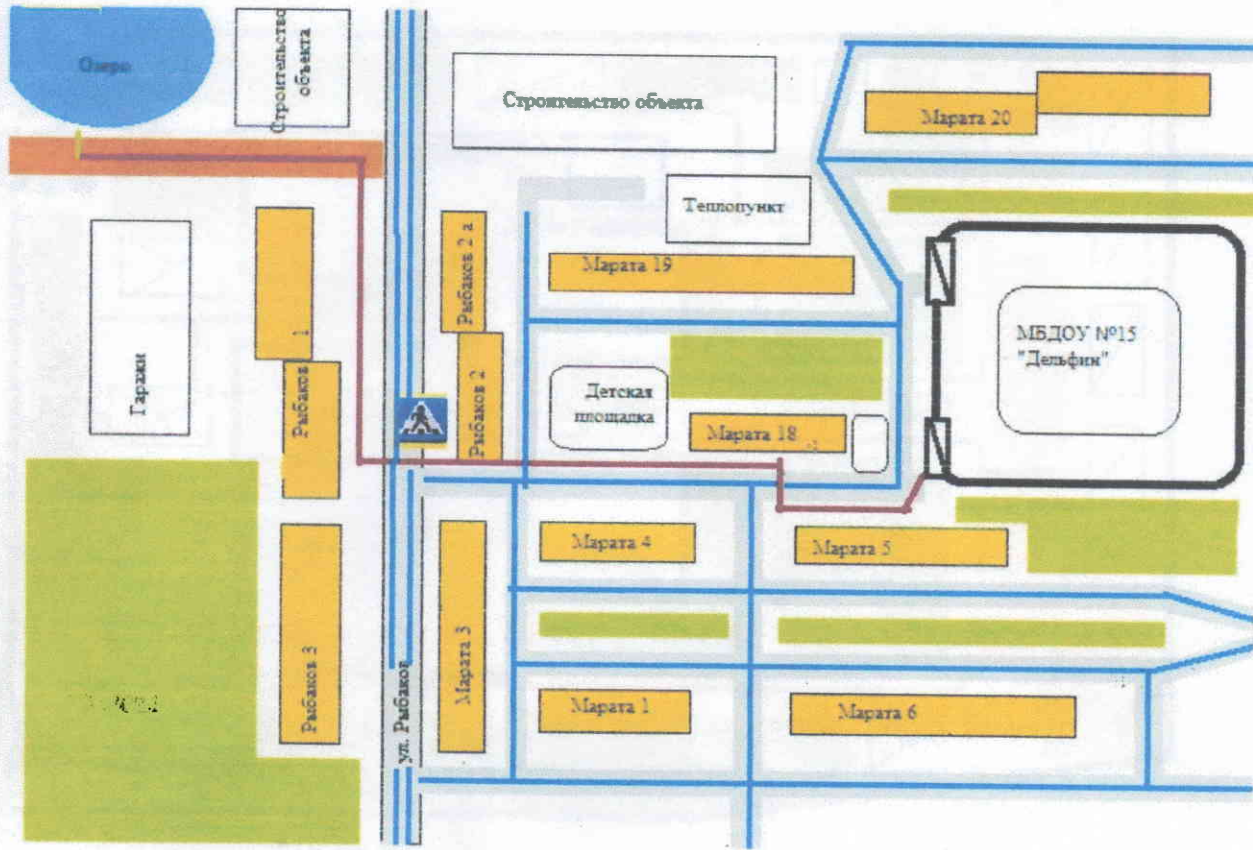 Озеро
Строительство
объекта
Строительство объекта
Марата 20
Теплопункт
Рыбаков 2 а
Марата 19
Гаражи
Рыбаков 1
Рыбаков 2
Детская
площадка
Марата 18
МБДОУ №15
"Дельфин"
Марата 4
Марата 5
Рыбаков 3
ул. Рыбаков
Марата 3
Марата 1
Марата 6